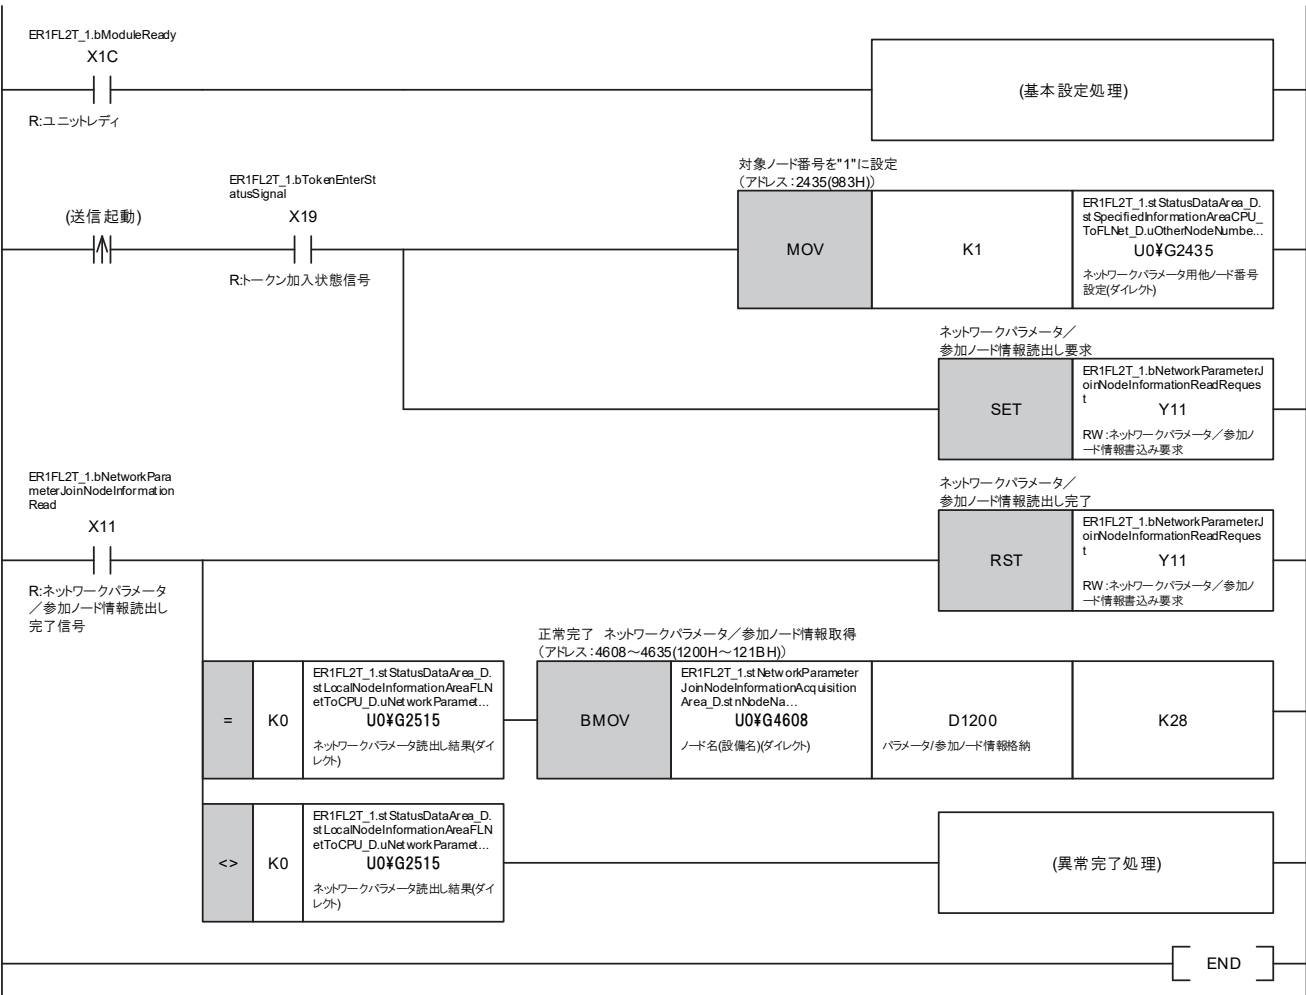 ER1FL2T_1.bModuleReady
X1C
R:ユニットレディ
(基本設定処理)
対象ノード番号を"1"に設定
（アドレス：2435(983H)）
ER1FL2T_1.bTokenEnterSt
atusSignal
(送信起動)
X19
R:トークン加入状態信号
MOV
K1
ER1FL2T_1.stStatusDataArea_D.
stSpecifiedInformationAreaCPU_
ToFLNet_D.uOtherNodeNumbe...
U0¥G2435
ネットワークパラメータ用他ノード番号
設定(ダイレクト)
ネットワークパラメータ／
参加ノード情報読出し要求
SET
ER1FL2T_1.bNetworkParameterJ
oinNodeInformationReadReques
t
Y11
RW:ネットワークパラメータ／参加ノ
ード情報書込み要求
ER1FL2T_1.bNetworkPara
meterJoinNodeInformation
Read
X11
R:ネットワークパラメータ
／参加ノード情報読出し
完了信号
ネットワークパラメータ／
参加ノード情報読出し完了
RST
ER1FL2T_1.bNetworkParameterJ
oinNodeInformationReadReques
t
Y11
RW:ネットワークパラメータ／参加ノ
ード情報書込み要求
正常完了 ネットワークパラメータ／参加ノード情報取得
（アドレス：4608～4635(1200H～121BH)）
=
K0
ER1FL2T_1.stStatusDataArea_D.
stLocalNodeInformationAreaFLN
etToCPU_D.uNetworkParamet...
U0¥G2515
ネットワークパラメータ読出し結果(ダイ
レクト)
BMOV
ER1FL2T_1.stNetworkParameter
JoinNodeInformationAcquisition
Area_D.stnNodeNa...
U0¥G4608
ノード名(設備名)(ダイレクト)
D1200
パラメータ/参加ノード情報格納
K28
<>
K0
ER1FL2T_1.stStatusDataArea_D.
stLocalNodeInformationAreaFLN
etToCPU_D.uNetworkParamet...
U0¥G2515
ネットワークパラメータ読出し結果(ダイ
レクト)
(異常完了処理)
END